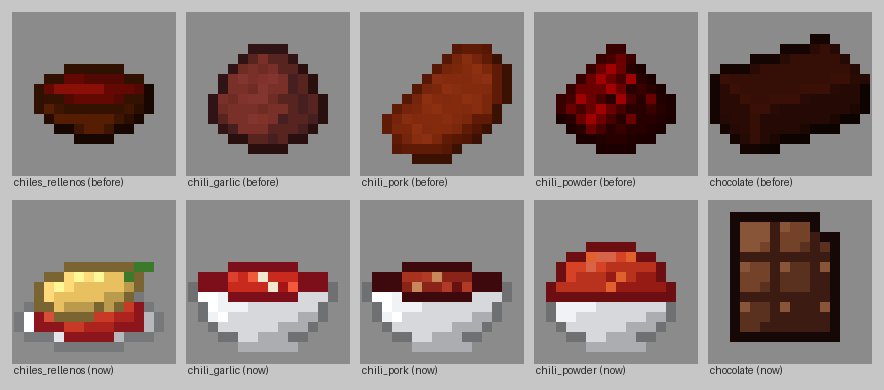 chiles_rellenos (before)
chili_garlic (before)
chili_pork (before)
chili_powder (before)
chocolate (before)
chiles_rellenos (now)
chili_garlic (now)
chili_pork (now)
chili_powder (now)
chocolate (now)